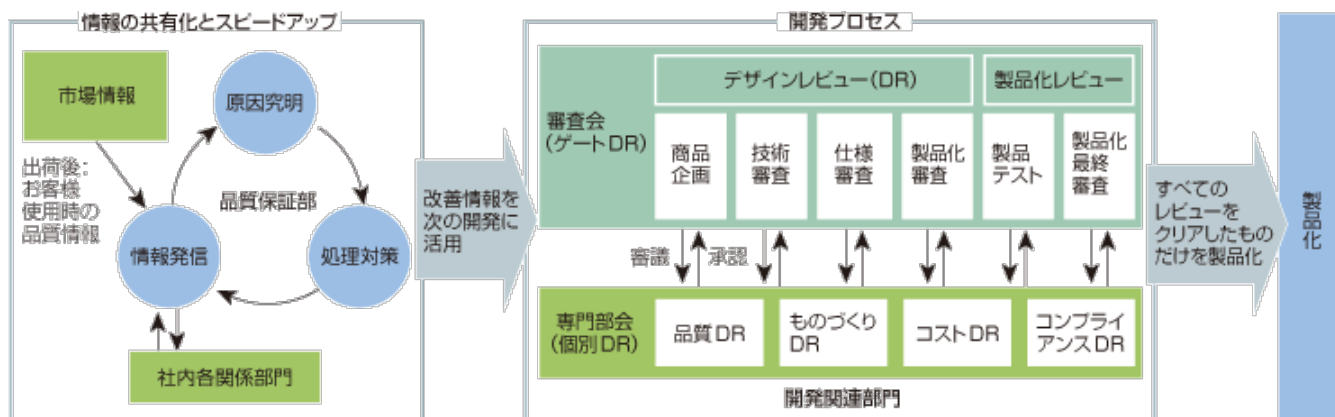 情報の共有化とスピードアップ
市場情報
原因究明
出荷後：
お客様
使用時の
品質情報
品質保証部
情報発信
処理対策
社内各関係部門
改善情報を
次の開発に
活用
開発プロセス
審査会
（ゲートDR）
デザインレビュー（DR）
製品化レビュー
商品
企画
技術
審査
仕様
審査
製品化
審査
製品
テスト
製品化
最終
審査
審議
承認
専門部会
（個別DR）
品質DR
ものづくり
DR
コストDR
コンプライ
アンスDR
開発関連部門
すべての
レビューを
クリアしたもの
だけを製品化
製品化